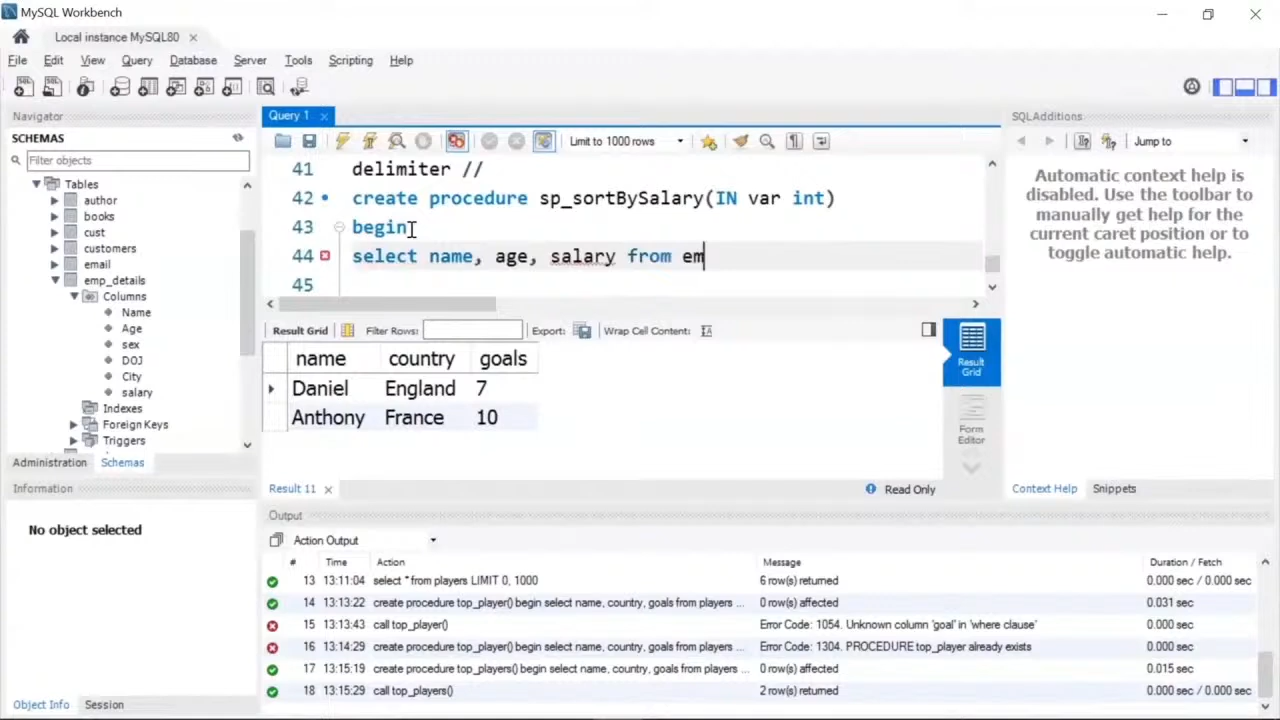 MySQL Workbench
Local instance MySQL80
File Edit View Query Database Server Tools Scripting Help
Navigator
SCHEMAS
Filter objects
Tables
author
books
cust
customers
email
emp_details
Columns
Name
Age
sex
DOJ
City
salary
Indexes
Foreign Keys
Triggers
Administration Schemas
Information
No object selected
Object Info Session
Query 1
Limit to 1000 rows
41 delimiter //
42 create procedure sp_sortBySalary(IN var int)
43 begin
44 select name, age, salary from em
45
Result Grid Filter Rows: Export: Wrap Cell Content:
name country goals
Daniel England 7
Anthony France 10
Result Grid
Form Editor
Result 11
Read Only
SQLAdditions
Jump to
Automatic context help is
disabled. Use the toolbar to
manually get help for the
current caret position or to
toggle automatic help.
Context Help Snippets
Output
Action Output
# Time Action Message Duration / Fetch
13 13:11:04 select * from players LIMIT 0, 1000 6 row(s) returned 0.000 sec / 0.000 sec
14 13:13:22 create procedure top_player() begin select name, country, goals from players ... 0 row(s) affected 0.031 sec
15 13:13:43 call top_player() Error Code: 1054. Unknown column 'goal' in 'where clause' 0.000 sec
16 13:14:29 create procedure top_player() begin select name, country, goals from players ... Error Code: 1304. PROCEDURE top_player already exists 0.000 sec
17 13:15:19 create procedure top_players() begin select name, country, goals from players ... 0 row(s) affected 0.015 sec
18 13:15:29 call top_players() 2 row(s) returned 0.000 sec / 0.000 sec